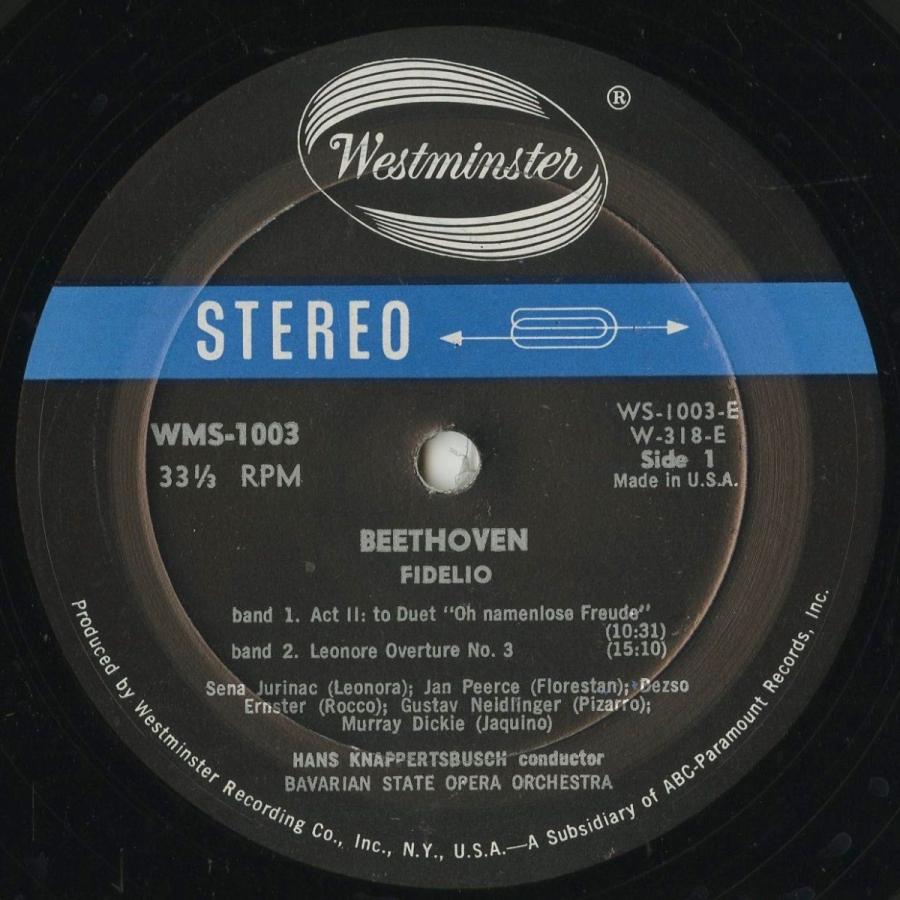 Westminster
®
STEREO
WMS-1003
33⅓ RPM
WS-1003-E
W-318-E
Side 1
Made in U.S.A.
BEETHOVEN
FIDELIO
band 1. Act II: to Duet "Oh namenlose Freude"
(10:31)
band 2. Leonore Overture No. 3 (15:10)
Sena Jurinac (Leonora); Jan Peerce (Florestan); Dezso
Ernster (Rocco); Gustav Neidlinger (Pizarro);
Murray Dickie (Jaquino)
HANS KNAPPERTSBUSCH conductor
BAVARIAN STATE OPERA ORCHESTRA
Produced by Westminster Recording Co., Inc., N.Y., U.S.A.—A Subsidiary of ABC-Paramount Records, Inc.